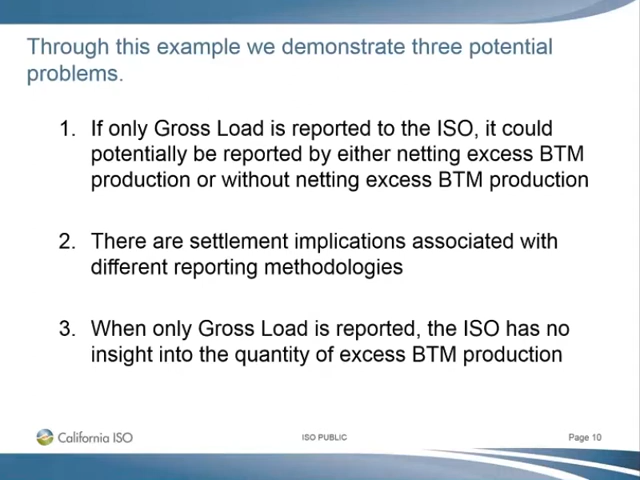 Through this example we demonstrate three potential
problems.
1. If only Gross Load is reported to the ISO, it could
potentially be reported by either netting excess BTM
production or without netting excess BTM production
2. There are settlement implications associated with
different reporting methodologies
3. When only Gross Load is reported, the ISO has no
insight into the quantity of excess BTM production
California ISO
ISO PUBLIC
Page 10